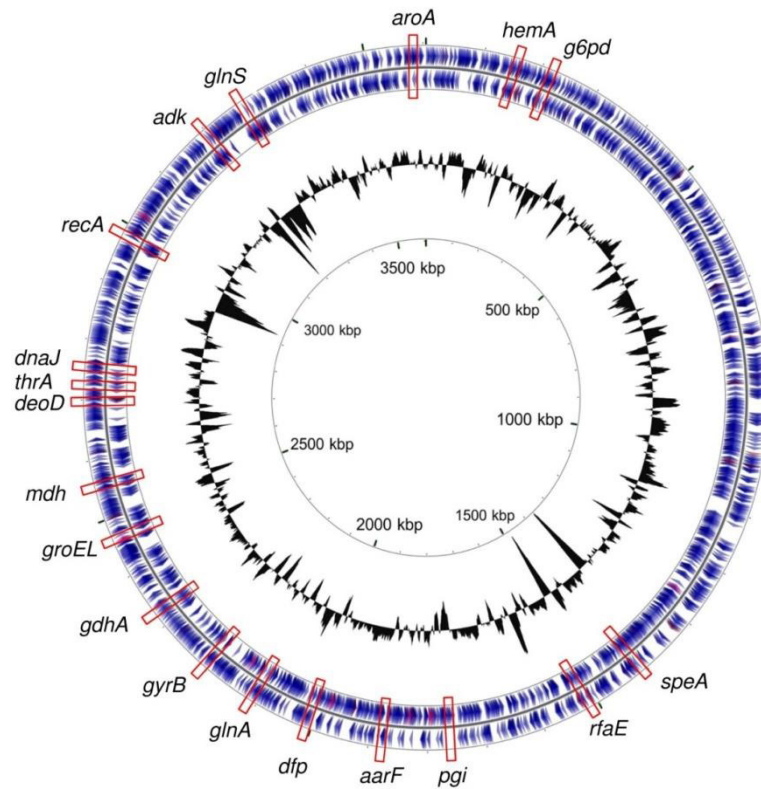 aroA
hemA
g6pd
glnS
adk
recA
3500 kbp
500 kbp
3000 kbp
dnaJ
thrA
deoD
1000 kbp
2500 kbp
mdh
1500 kbp
2000 kbp
groEL
gdhA
speA
gyrB
glnA
rfaE
dfp
aarF
pgi